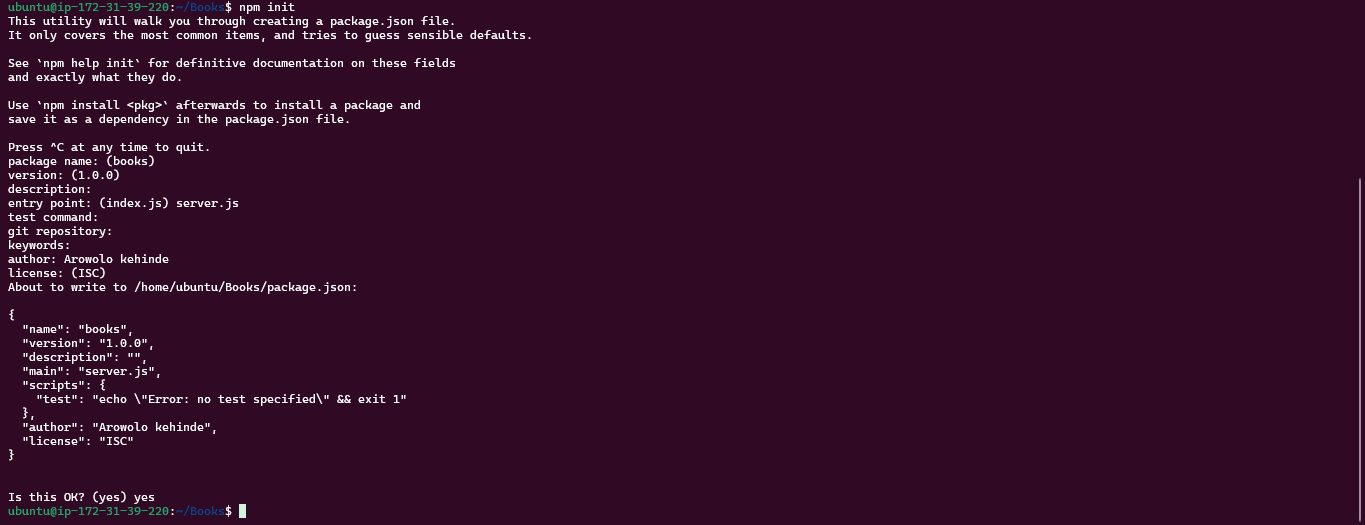 ubuntu@ip-172-31-39-220:~/Books$ npm init
This utility will walk you through creating a package.json file.
It only covers the most common items, and tries to guess sensible defaults.
See `npm help init` for definitive documentation on these fields
and exactly what they do.
Use `npm install <pkg>` afterwards to install a package and
save it as a dependency in the package.json file.
Press ^C at any time to quit.
package name: (books)
version: (1.0.0)
description:
entry point: (index.js) server.js
test command:
git repository:
keywords:
author: Arowolo kehinde
license: (ISC)
About to write to /home/ubuntu/Books/package.json:
{
  "name": "books",
  "version": "1.0.0",
  "description": "",
  "main": "server.js",
  "scripts": {
    "test": "echo \"Error: no test specified\" && exit 1"
  },
  "author": "Arowolo kehinde",
  "license": "ISC"
}
Is this OK? (yes) yes
ubuntu@ip-172-31-39-220:~/Books$